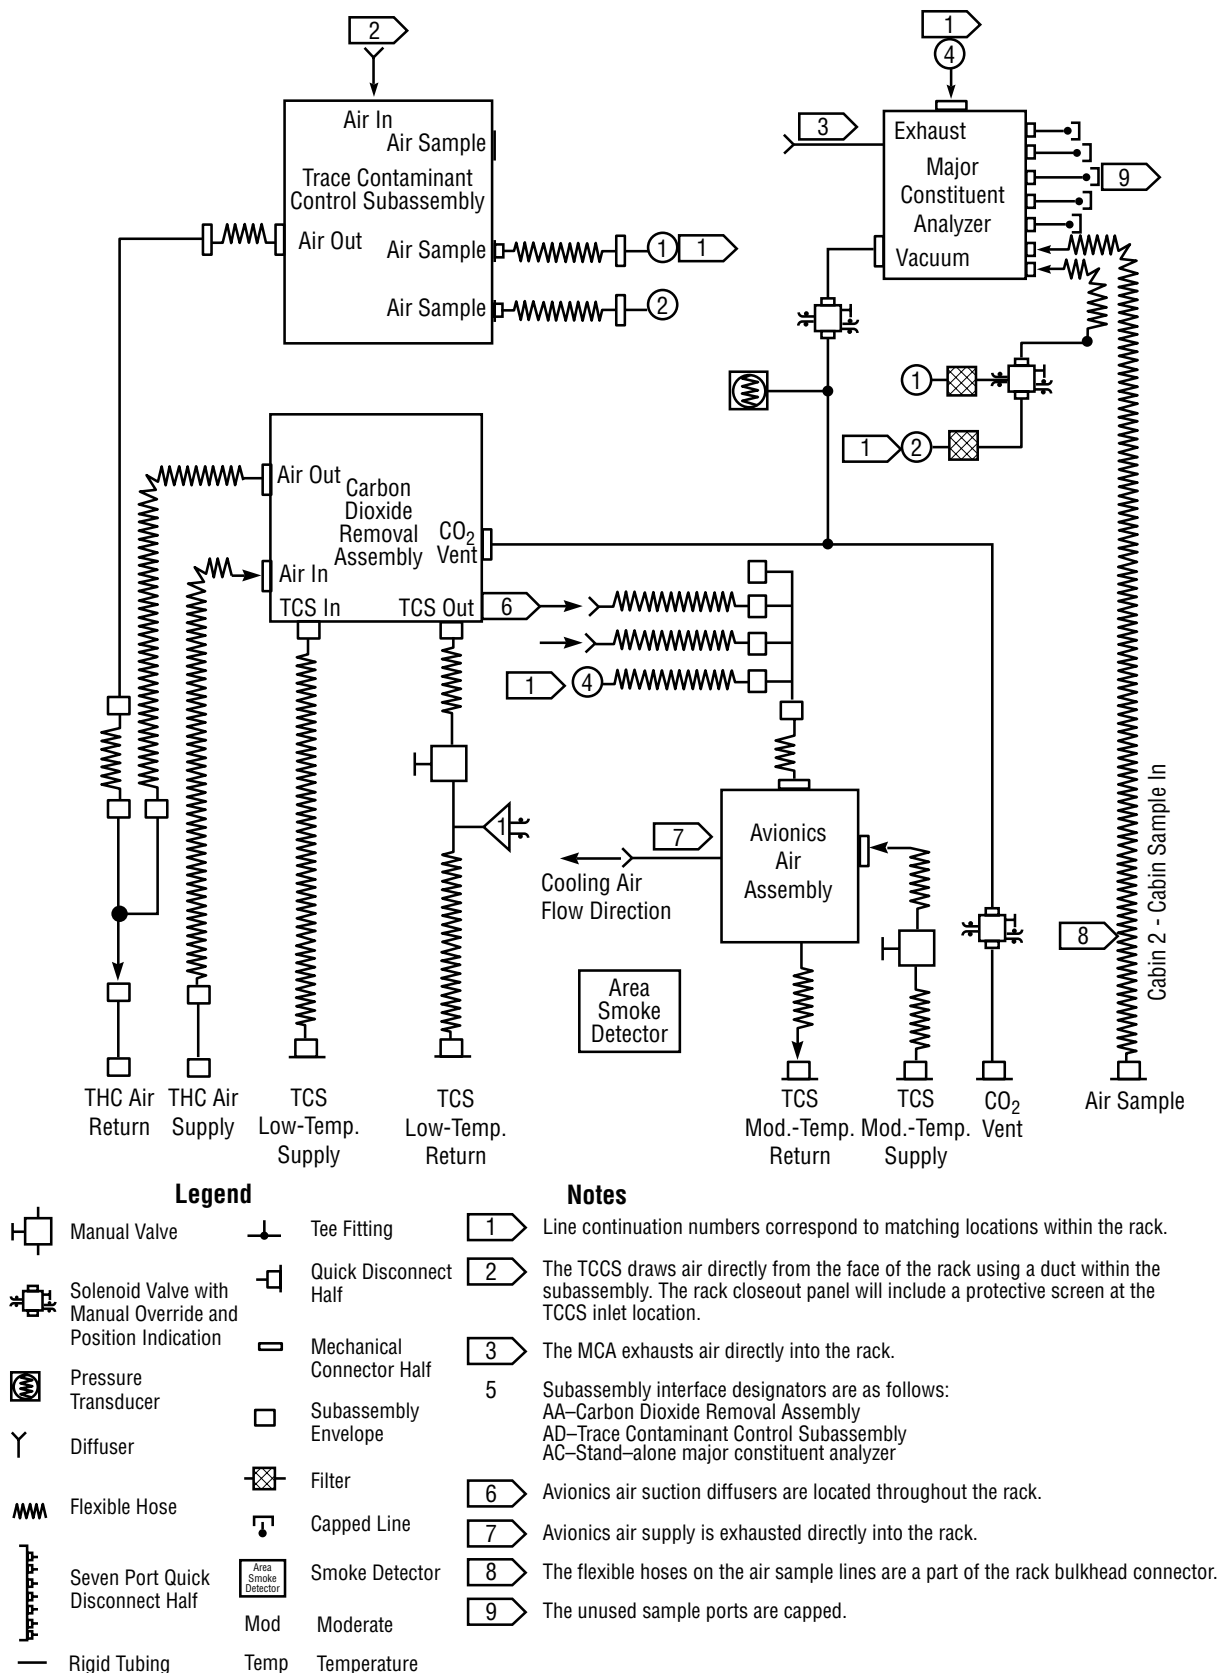 2
1
4
Air In
Air Sample
Trace Contaminant
Control Subassembly
Air Out
Air Sample
1
1
Air Sample
2
3
Exhaust
Major
Constituent
Analyzer
Vacuum
9
1
1
2
Air Out
Carbon
Dioxide
Removal
Assembly
CO2
Vent
Air In
TCS In
TCS Out
6
1
4
1
7
Avionics
Air
Assembly
Cooling Air
Flow Direction
Area
Smoke
Detector
8
Cabin 2 - Cabin Sample In
THC Air
Return
THC Air
Supply
TCS
Low-Temp.
Supply
TCS
Low-Temp.
Return
TCS
Mod.-Temp.
Return
TCS
Mod.-Temp.
Supply
CO2
Vent
Air Sample
Legend
Manual Valve
Solenoid Valve with
Manual Override and
Position Indication
Pressure
Transducer
Diffuser
Flexible Hose
Seven Port Quick
Disconnect Half
Rigid Tubing
Tee Fitting
Quick Disconnect
Half
Mechanical
Connector Half
Subassembly
Envelope
Filter
Capped Line
Area
Smoke
Detector
Smoke Detector
Mod Moderate
Temp Temperature
Notes
1 Line continuation numbers correspond to matching locations within the rack.
2 The TCCS draws air directly from the face of the rack using a duct within the
subassembly. The rack closeout panel will include a protective screen at the
TCCS inlet location.
3 The MCA exhausts air directly into the rack.
5 Subassembly interface designators are as follows:
AA–Carbon Dioxide Removal Assembly
AD–Trace Contaminant Control Subassembly
AC–Stand–alone major constituent analyzer
6 Avionics air suction diffusers are located throughout the rack.
7 Avionics air supply is exhausted directly into the rack.
8 The flexible hoses on the air sample lines are a part of the rack bulkhead connector.
9 The unused sample ports are capped.